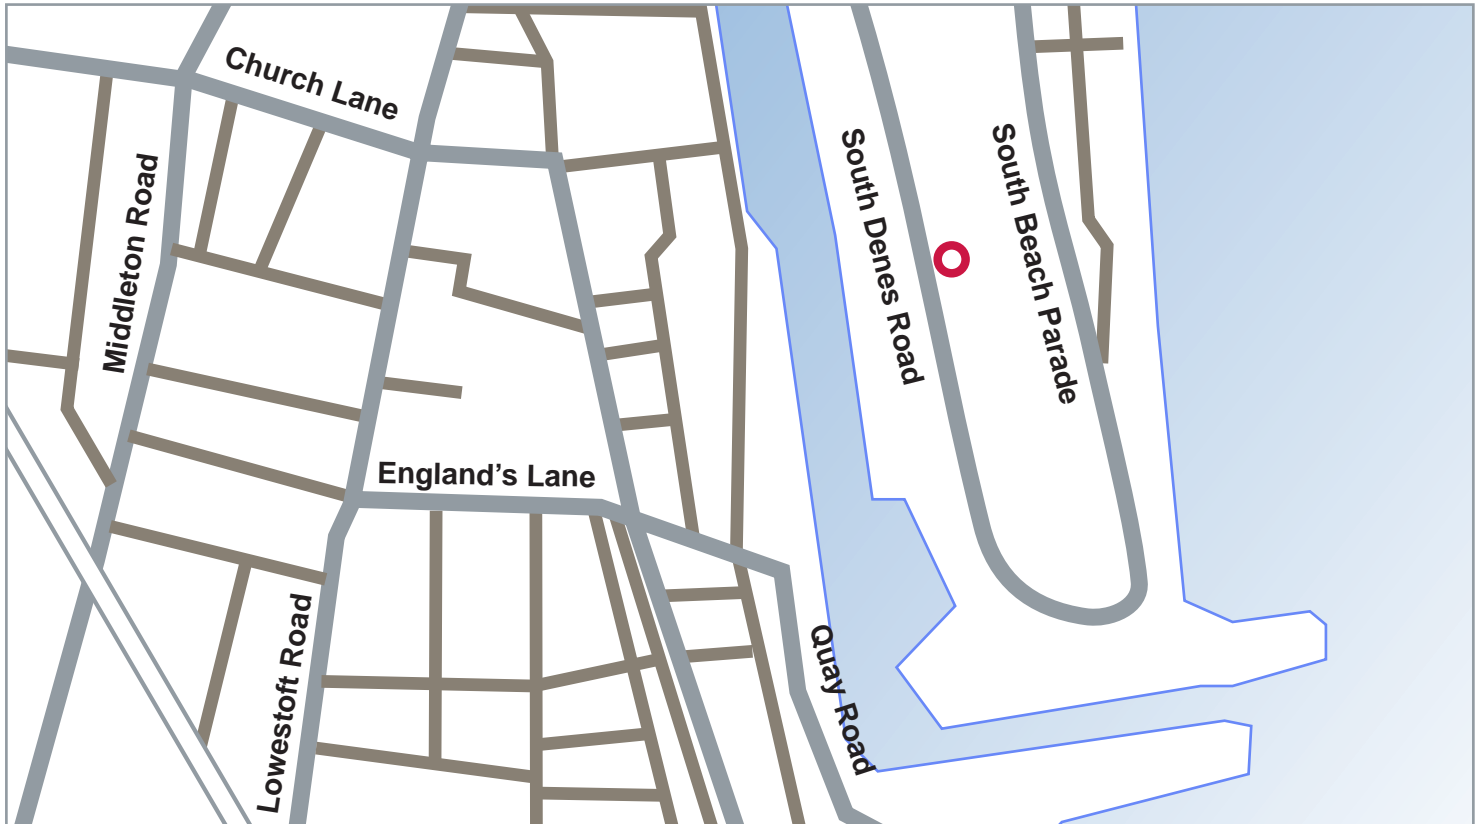 Church Lane
Middleton Road
South Denes Road
South Beach Parade
England’s Lane
Lowestoft Road
Quay Road